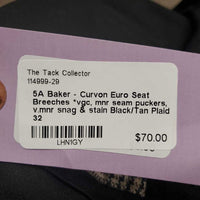 The Tack Collector
114999-29
5A Baker - Curvon Euro Seat
Breeches *vgc, mnr seam puckers,
v.mnr snag & stain Black/Tan Plaid
32
$70.00
LHN1GY